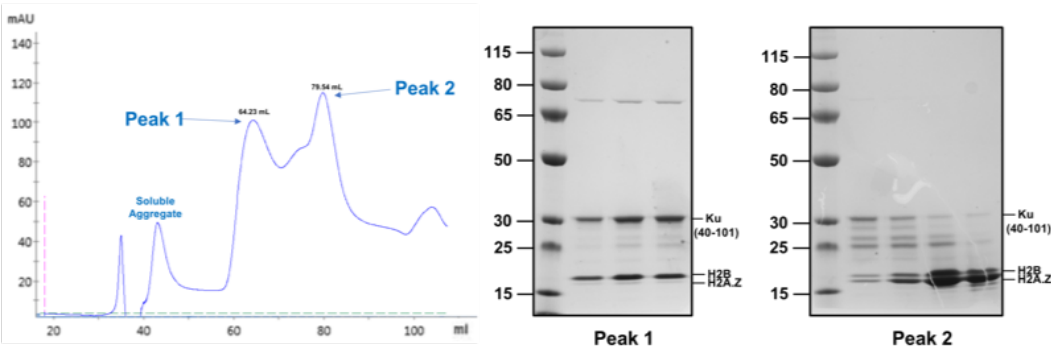 mAU
140
120
100
80
60
40
20
20
40
60
80
100
ml
Peak 1
64.23 mL
79.54 mL
Peak 2
Soluble
Aggregate
115
80
65
50
30
25
15
Ku
(40-101)
H2B
H2A.Z
Peak 1
115
80
65
50
30
25
15
Ku
(40-101)
H2B
H2A.Z
Peak 2